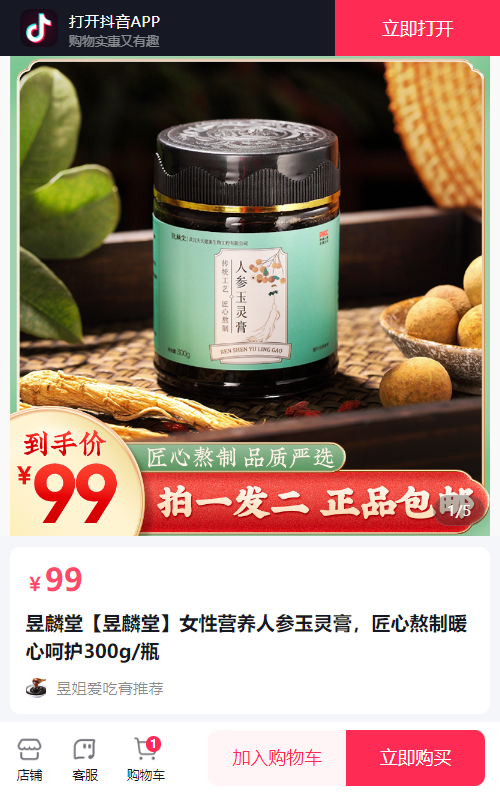 打开抖音APP
购物实惠又有趣
立即打开
人参玉灵膏
传统工艺 匠心熬制
REN SHEN YU LING GAO
300g
到手价
¥99
匠心熬制 品质严选
拍一发二 正品包邮
1/5
¥99
昱麟堂【昱麟堂】女性营养人参玉灵膏，匠心熬制暖
心呵护300g/瓶
昱姐爱吃膏推荐
店铺
客服
1
购物车
加入购物车
立即购买